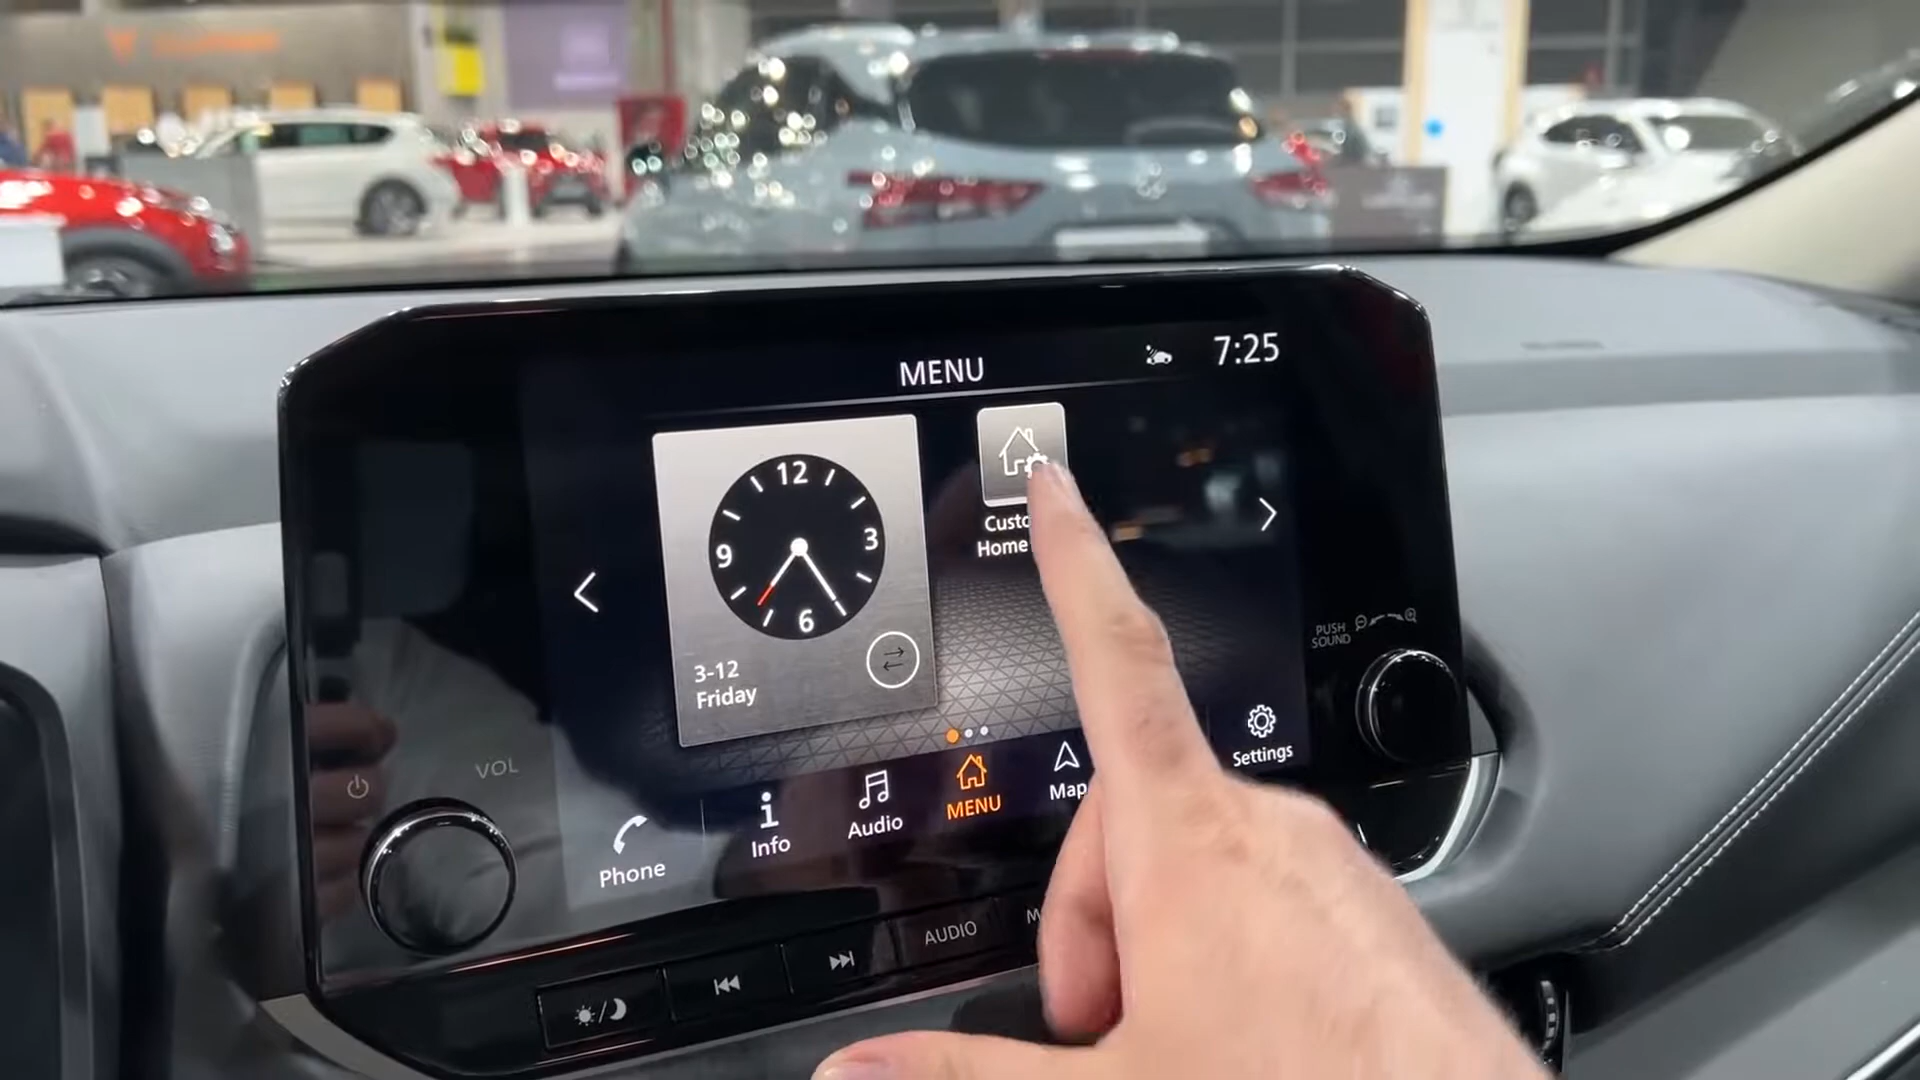 MENU
7:25
12
3
9
6
Custo
Home
3-12
Friday
PUSH
SOUND
VOL
Phone
Info
Audio
MENU
Map
Settings
AUDIO
M